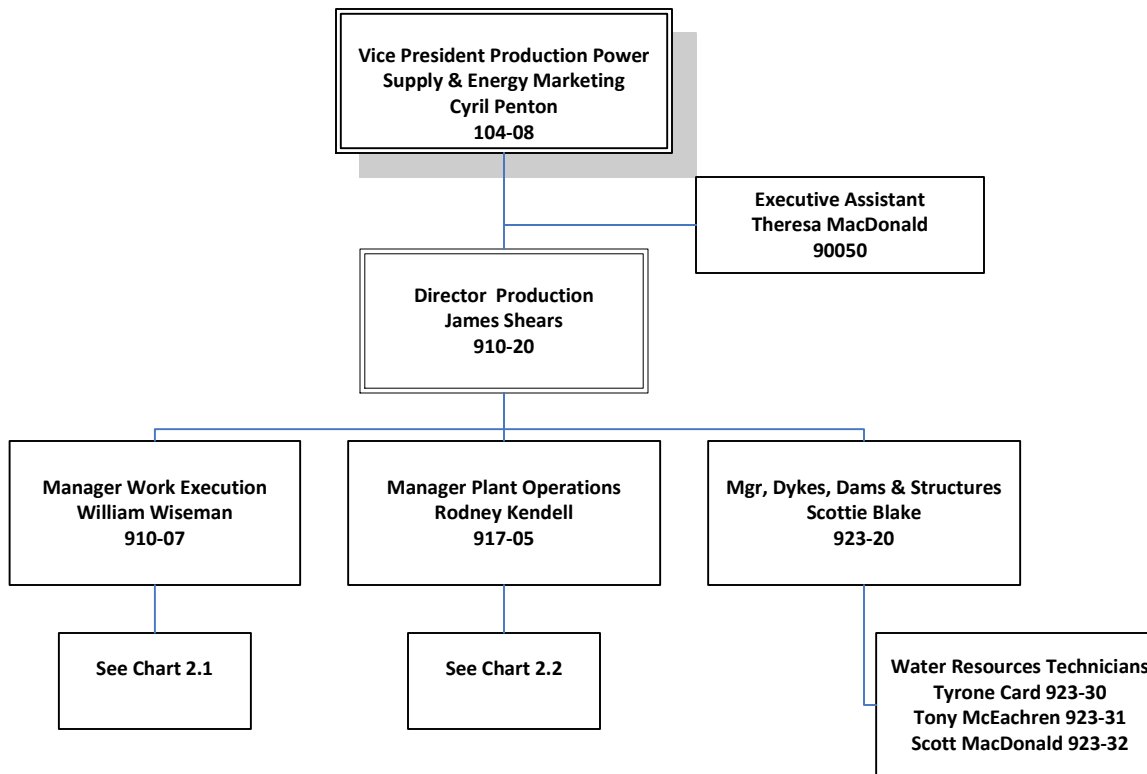 Vice President Production Power
Supply & Energy Marketing
Cyril Penton
104-08
Executive Assistant
Theresa MacDonald
90050
Director Production
James Shears
910-20
Manager Work Execution
William Wiseman
910-07
Manager Plant Operations
Rodney Kendell
917-05
Mgr, Dykes, Dams & Structures
Scottie Blake
923-20
See Chart 2.1
See Chart 2.2
Water Resources Technicians
Tyrone Card 923-30
Tony McEachren 923-31
Scott MacDonald 923-32